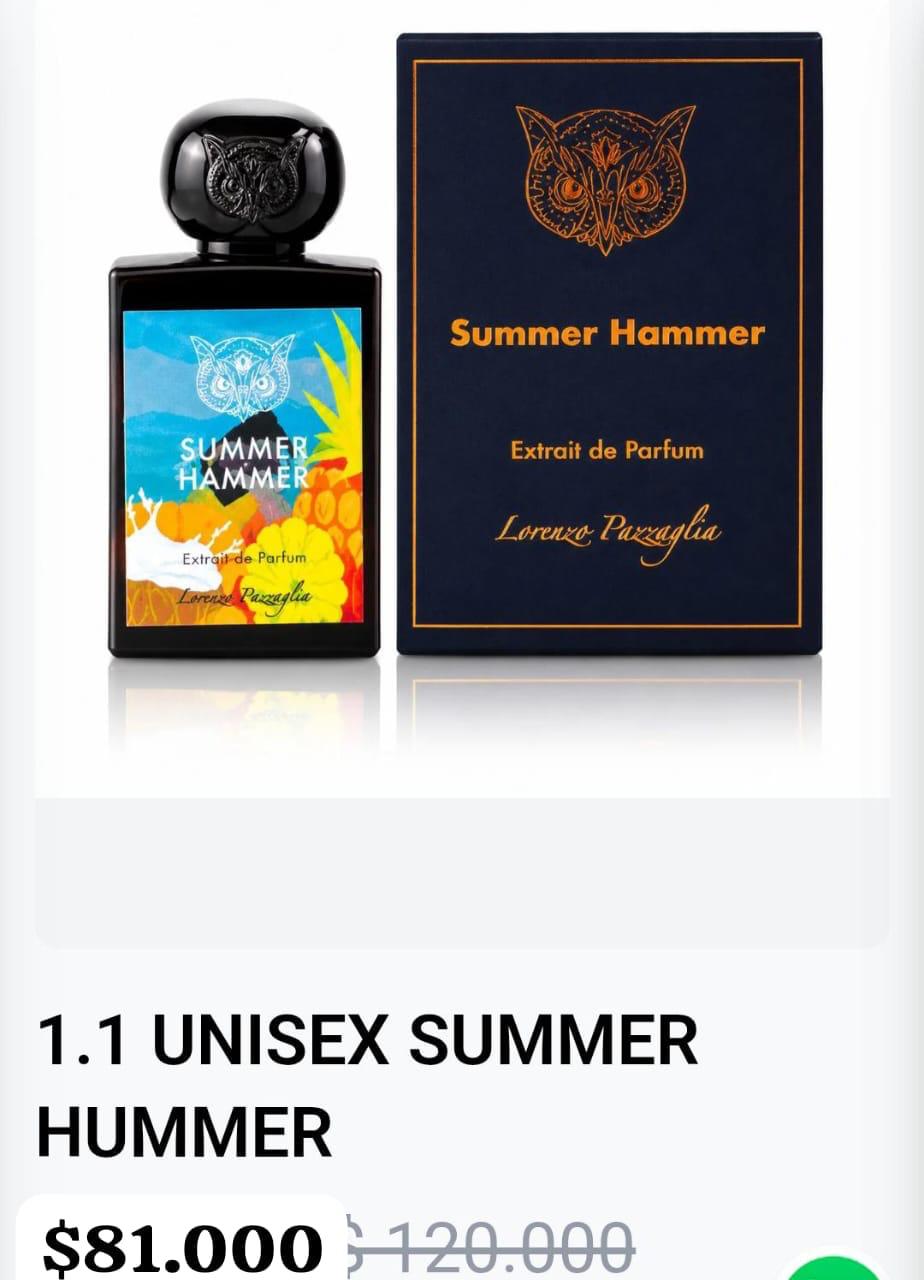 Summer Hammer
Extrait de Parfum
Lorenzo Pazzaglia
SUMMER
HAMMER
Extrait de Parfum
Lorenzo Pazzaglia
1.1 UNISEX SUMMER
HUMMER
$81.000 $ 120.000